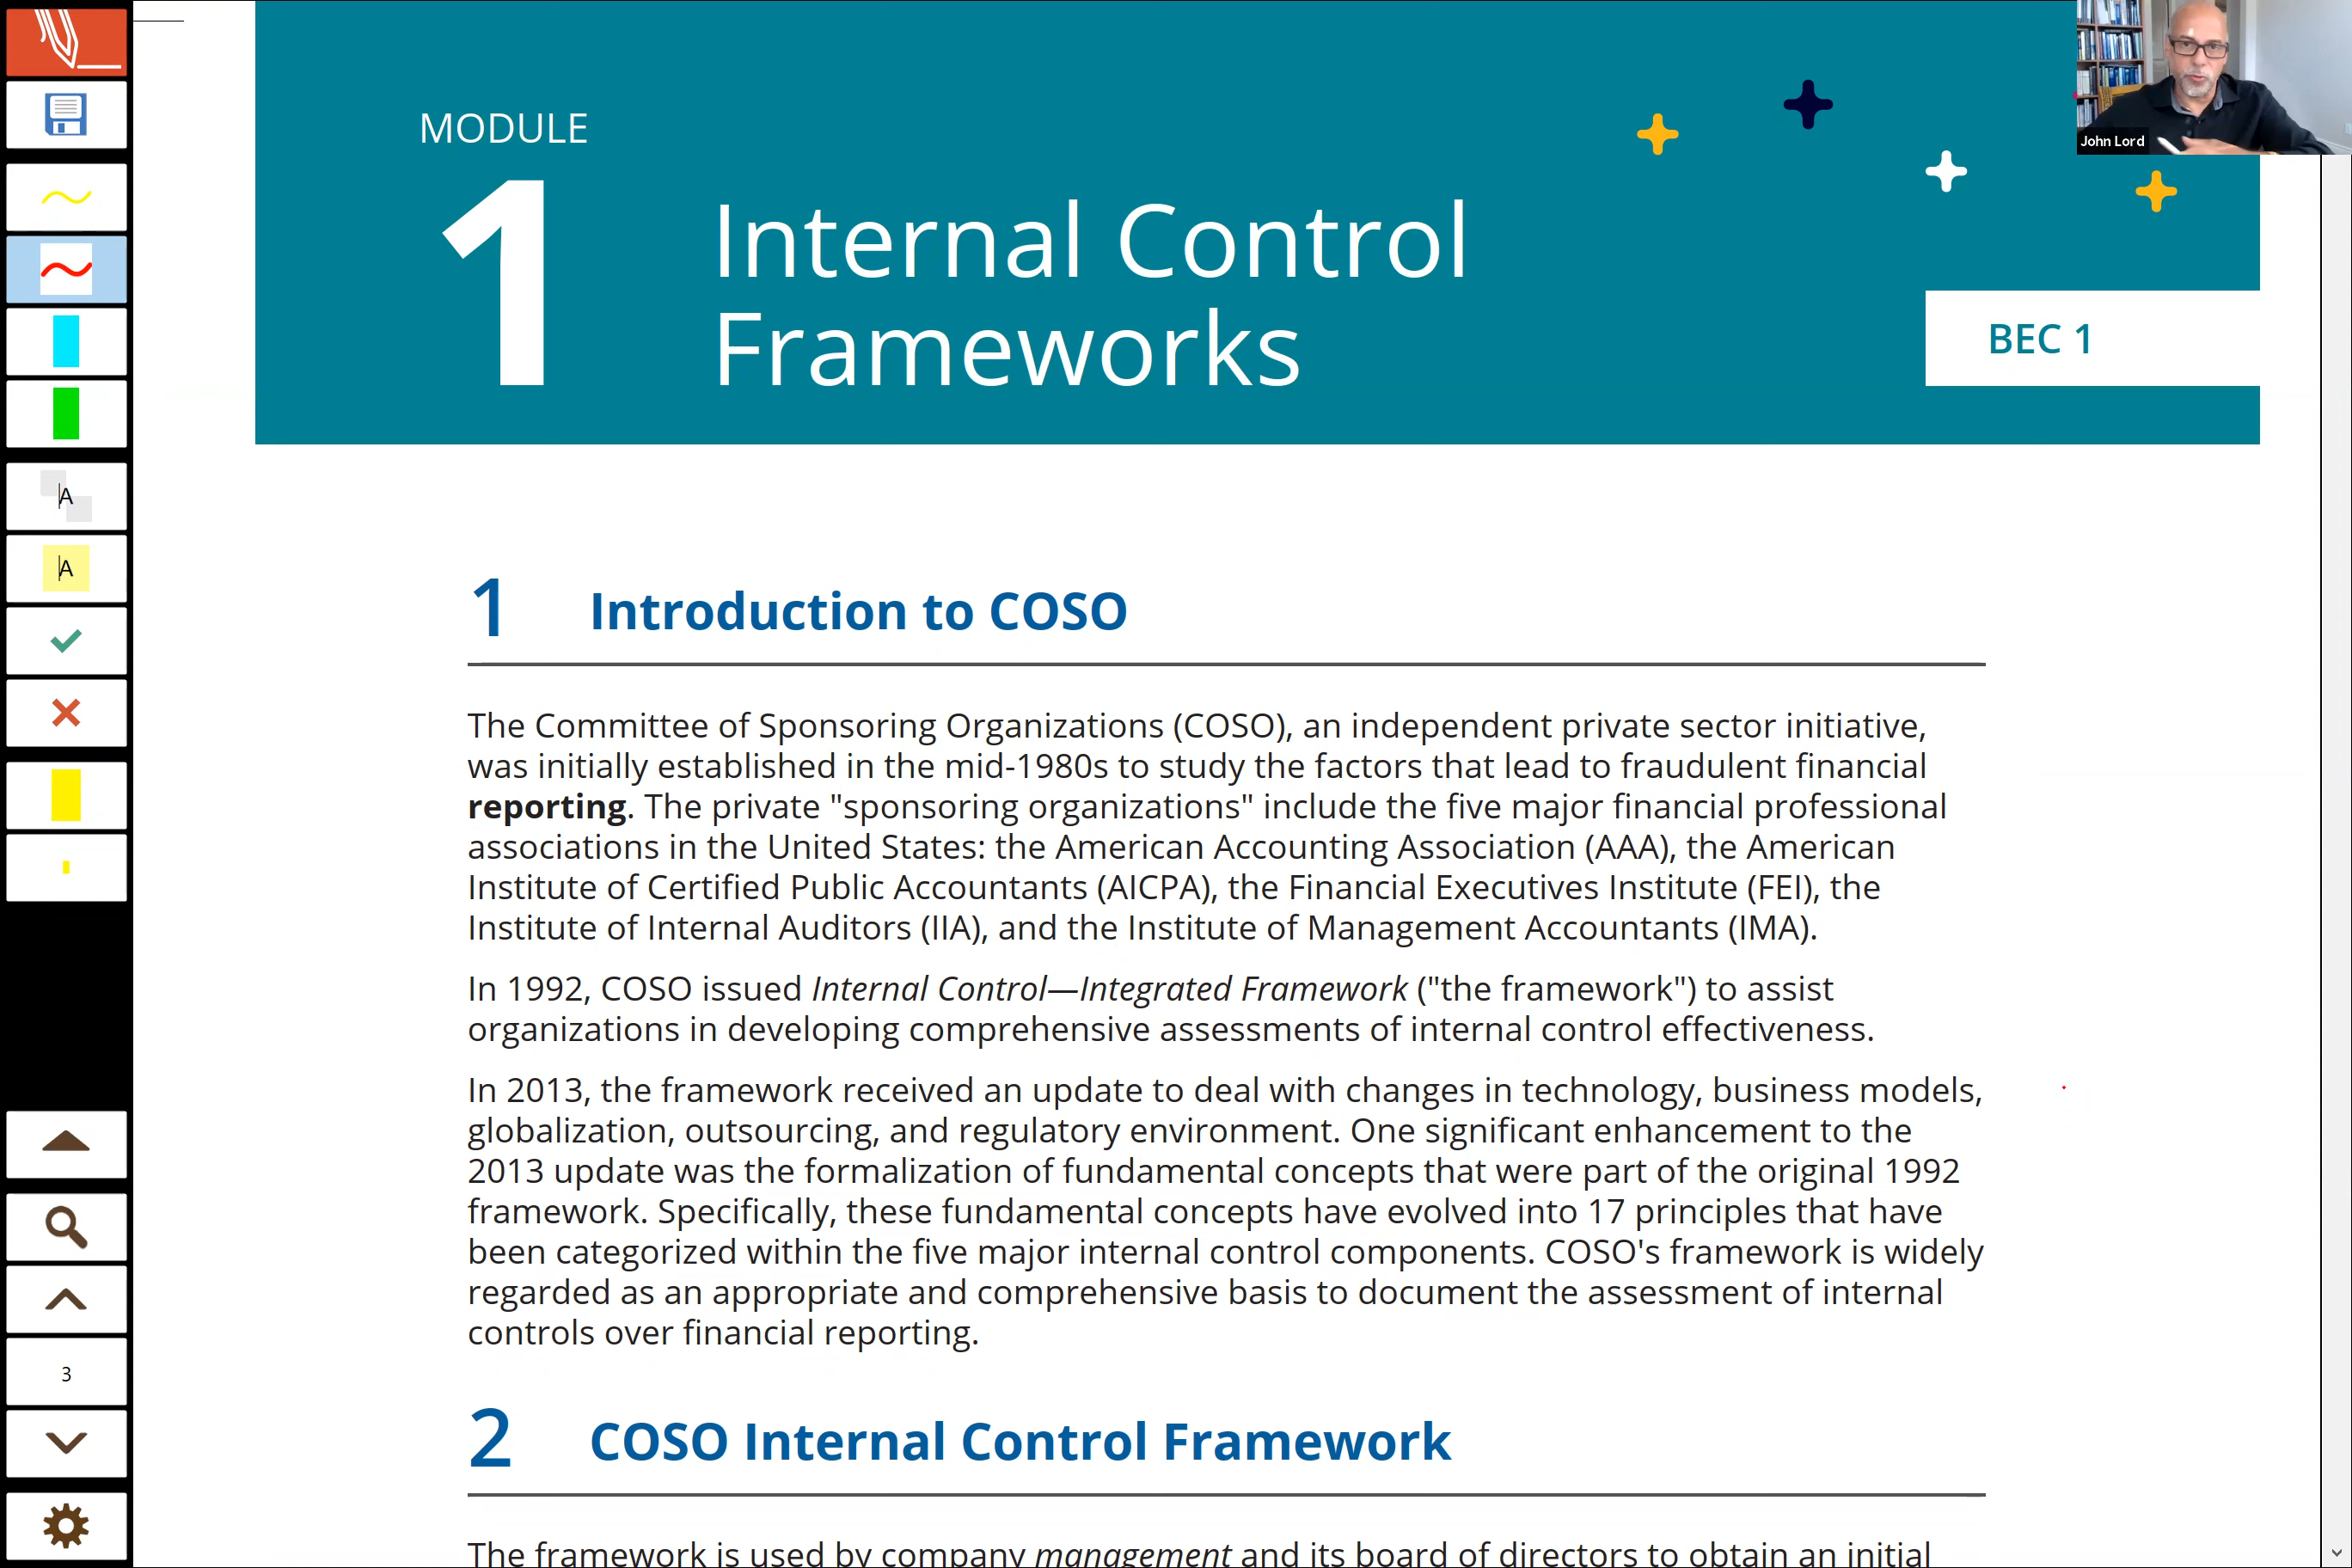 MODULE
1
Internal Control
Frameworks
BEC 1
John Lord
1 Introduction to COSO
The Committee of Sponsoring Organizations (COSO), an independent private sector initiative,
was initially established in the mid-1980s to study the factors that lead to fraudulent financial
reporting. The private "sponsoring organizations" include the five major financial professional
associations in the United States: the American Accounting Association (AAA), the American
Institute of Certified Public Accountants (AICPA), the Financial Executives Institute (FEI), the
Institute of Internal Auditors (IIA), and the Institute of Management Accountants (IMA).
In 1992, COSO issued Internal Control—Integrated Framework ("the framework") to assist
organizations in developing comprehensive assessments of internal control effectiveness.
In 2013, the framework received an update to deal with changes in technology, business models,
globalization, outsourcing, and regulatory environment. One significant enhancement to the
2013 update was the formalization of fundamental concepts that were part of the original 1992
framework. Specifically, these fundamental concepts have evolved into 17 principles that have
been categorized within the five major internal control components. COSO's framework is widely
regarded as an appropriate and comprehensive basis to document the assessment of internal
controls over financial reporting.
2 COSO Internal Control Framework
The framework is used by company management and its board of directors to obtain an initial
A
A
3